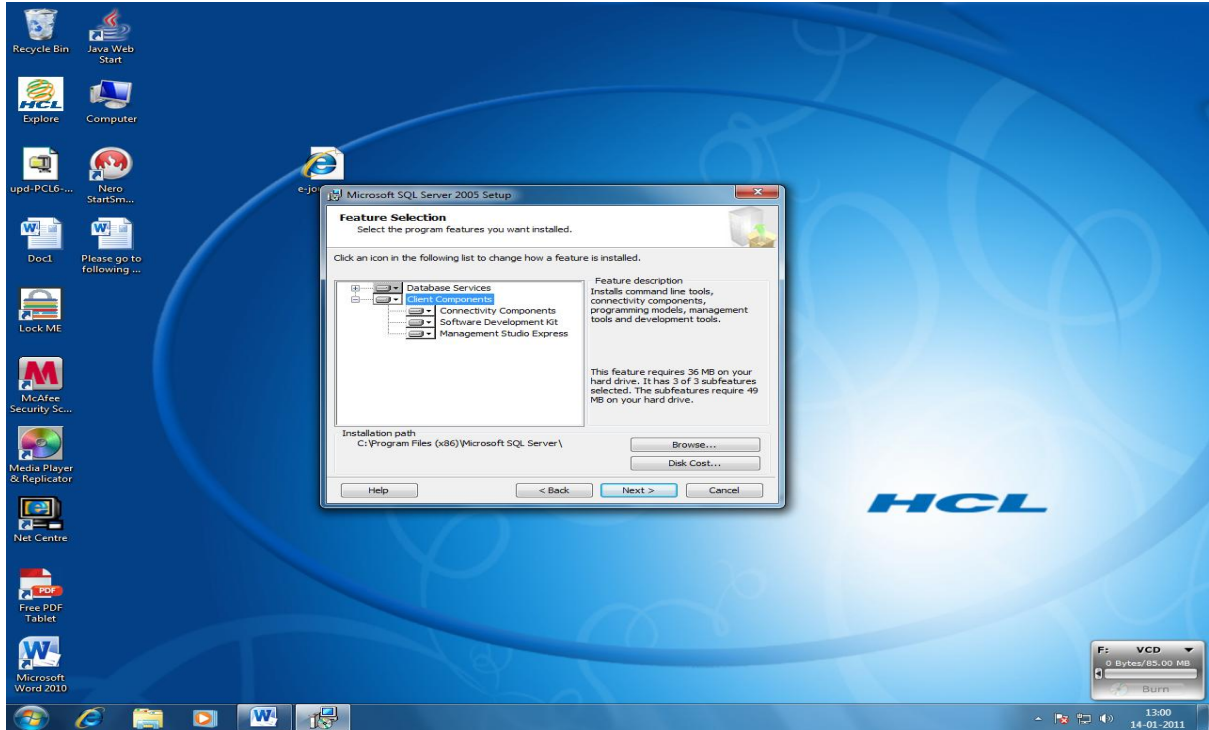 Recycle Bin
Java Web
Start
HCL
Explore
Computer
upd-PCL6-...
Nero
StartSm...
e-jo
Doc1
Please go to
following ...
Lock ME
McAfee
Security Sc...
Media Player
& Replicator
Net Centre
PDF
Free PDF
Tablet
Microsoft
Word 2010
Microsoft SQL Server 2005 Setup
Feature Selection
Select the program features you want installed.
Click an icon in the following list to change how a feature is installed.
Database Services
Client Components
Connectivity Components
Software Development Kit
Management Studio Express
Feature description
Installs command line tools,
connectivity components,
programming models, management
tools and development tools.
This feature requires 36 MB on your
hard drive. It has 3 of 3 subfeatures
selected. The subfeatures require 49
MB on your hard drive.
Installation path
C:\Program Files (x86)\Microsoft SQL Server\
Browse...
Disk Cost...
Help
< Back
Next >
Cancel
HCL
F: VCD
0 Bytes/85.00 MB
Burn
13:00
14-01-2011